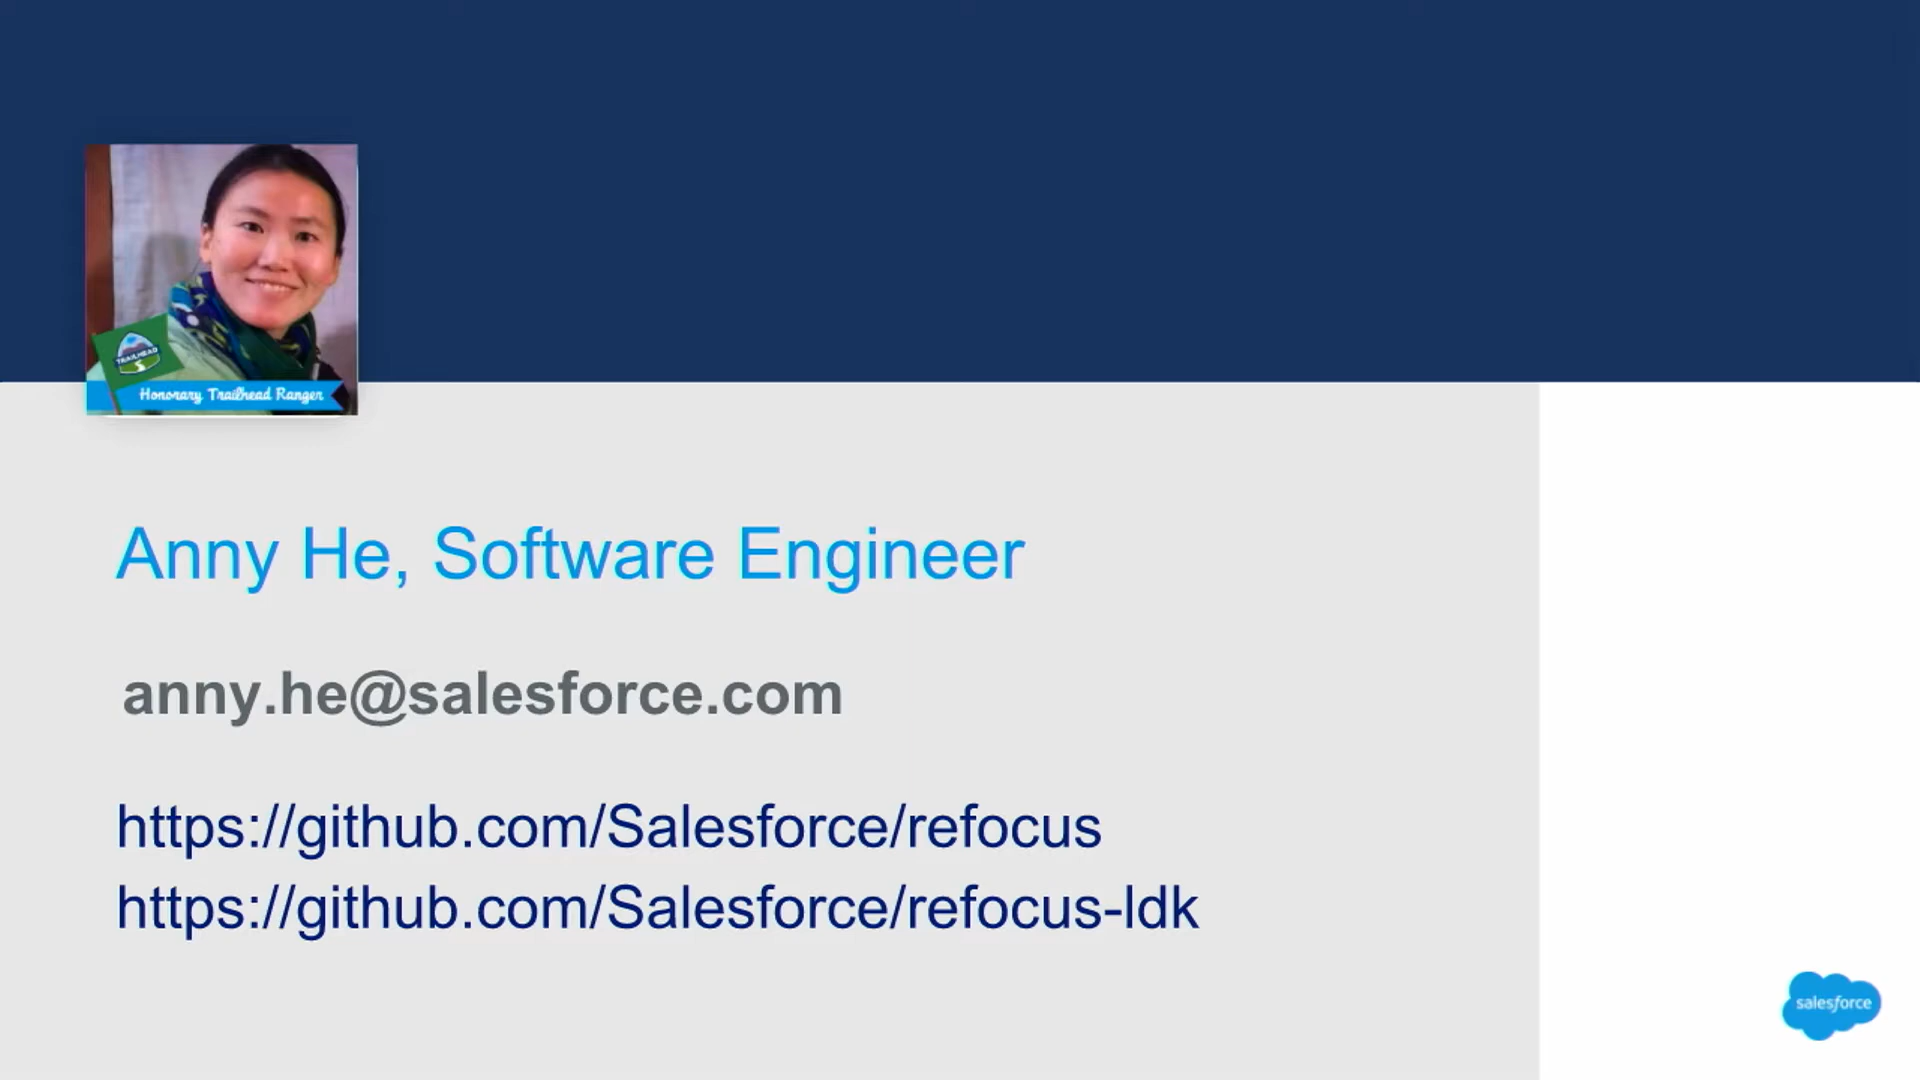 TRAILHEAD
Honorary Trailhead Ranger
Anny He, Software Engineer
anny.he@salesforce.com
https://github.com/Salesforce/refocus
https://github.com/Salesforce/refocus-ldk
salesforce